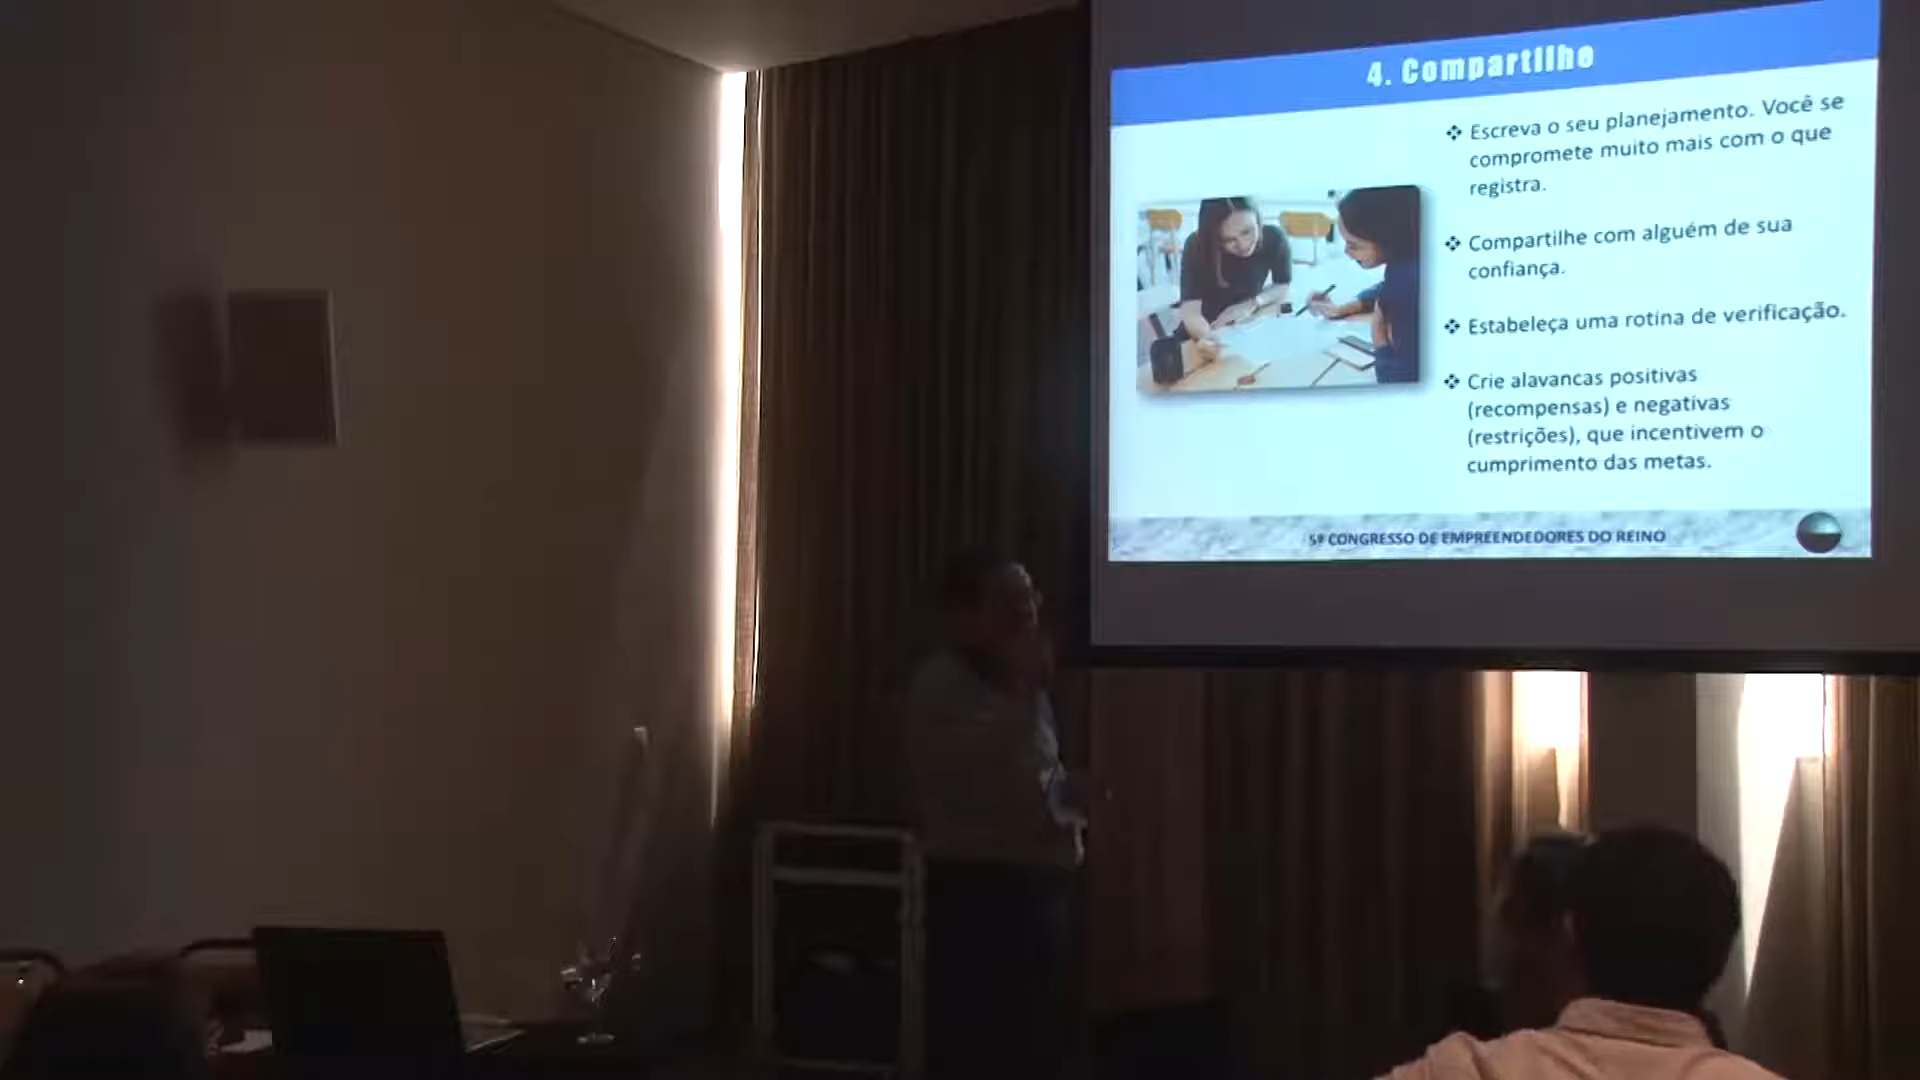 4. Compartilhe
❖ Escreva o seu planejamento. Você se
compromete muito mais com o que
registra.
❖ Compartilhe com alguém de sua
confiança.
❖ Estabeleça uma rotina de verificação.
❖ Crie alavancas positivas
(recompensas) e negativas
(restrições), que incentivem o
cumprimento das metas.
5º CONGRESSO DE EMPREENDEDORES DO REINO